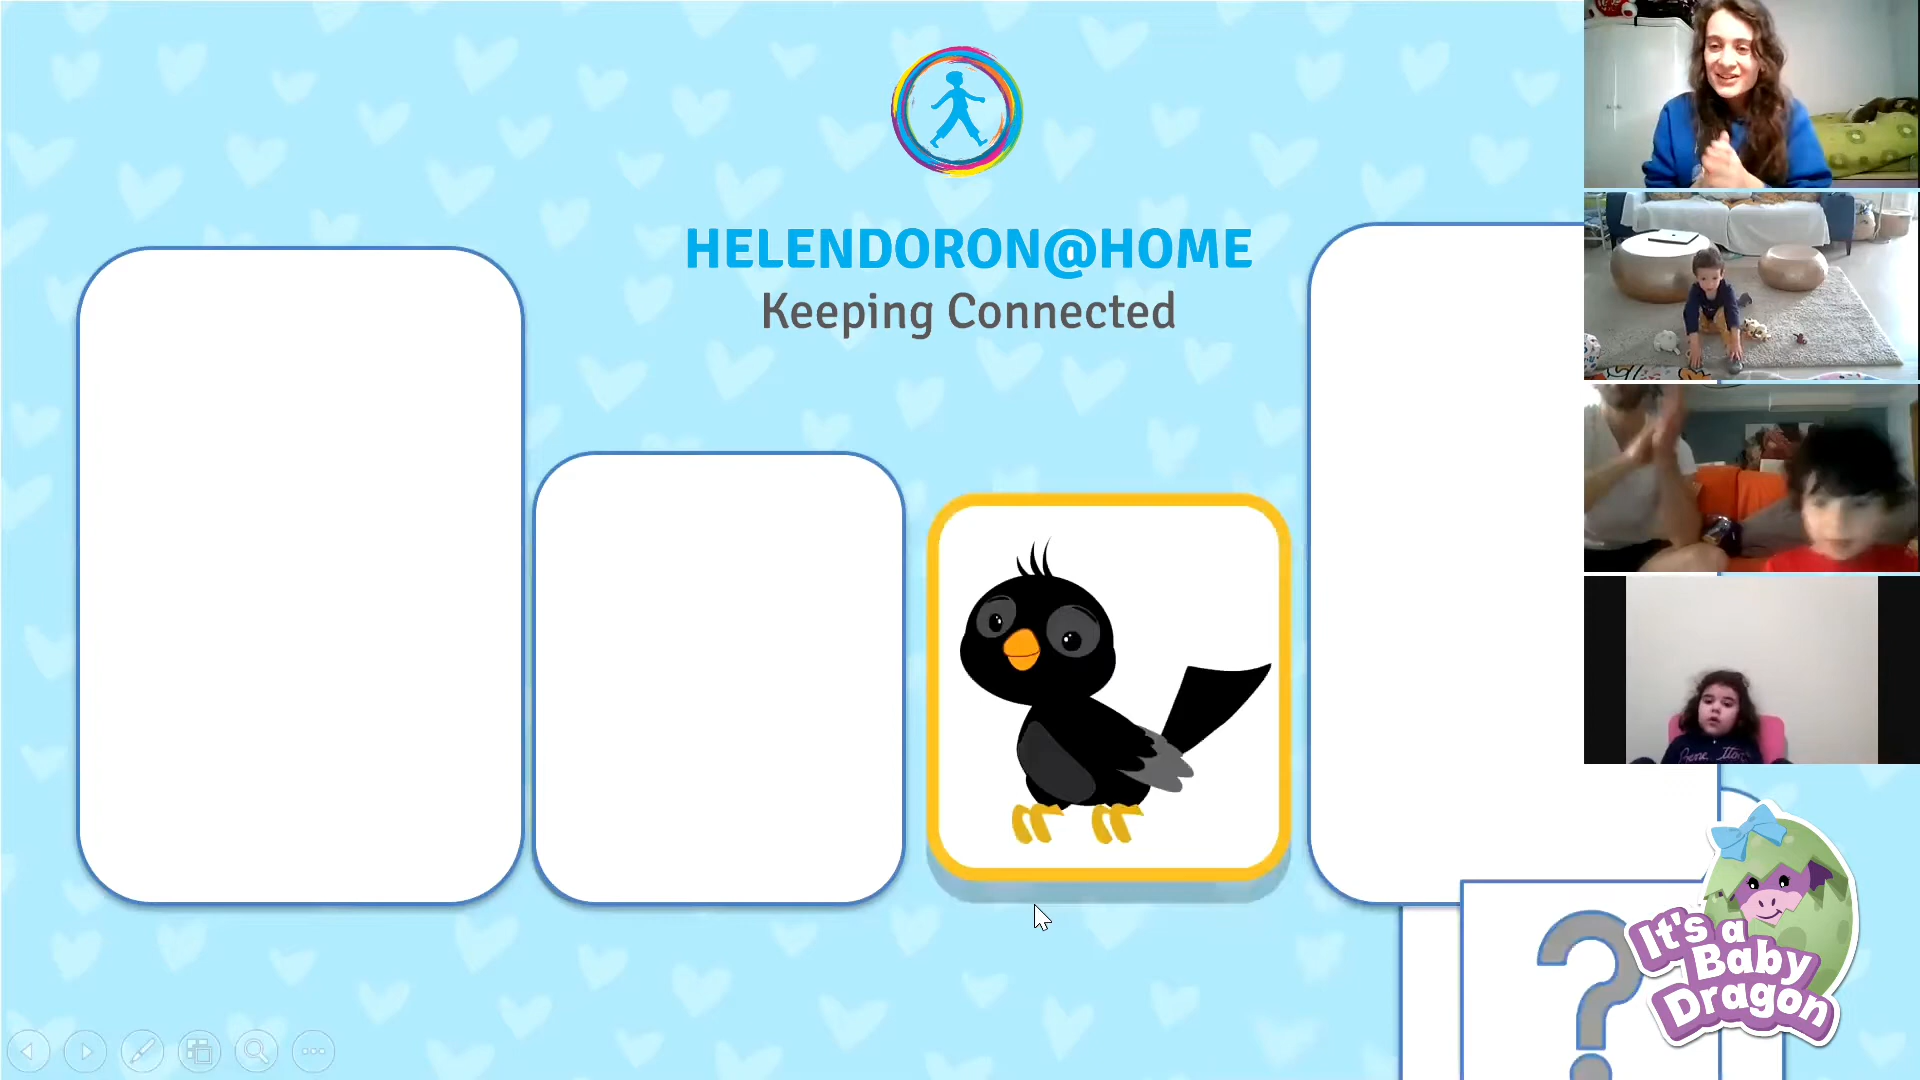 HELENDORON@HOME
Keeping Connected
?
It's a
Baby
Dragon